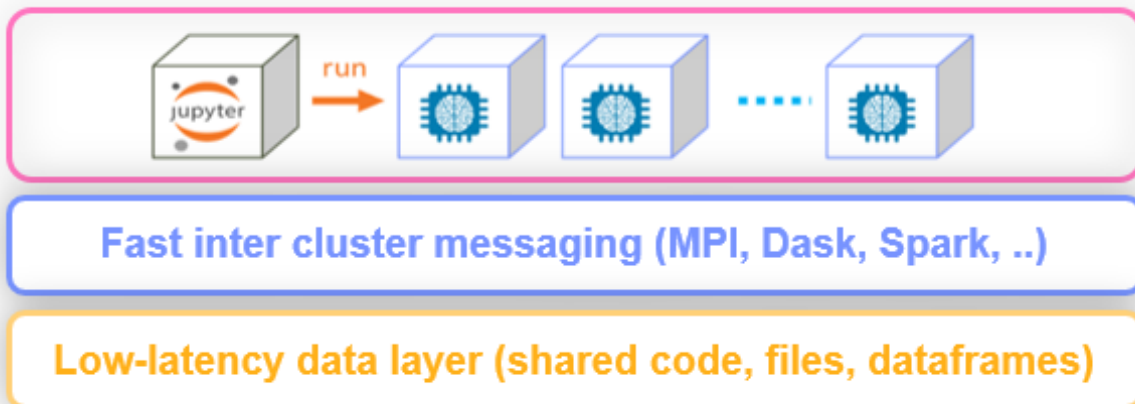 run
jupyter
Fast inter cluster messaging (MPI, Dask, Spark, ..)
Low-latency data layer (shared code, files, dataframes)